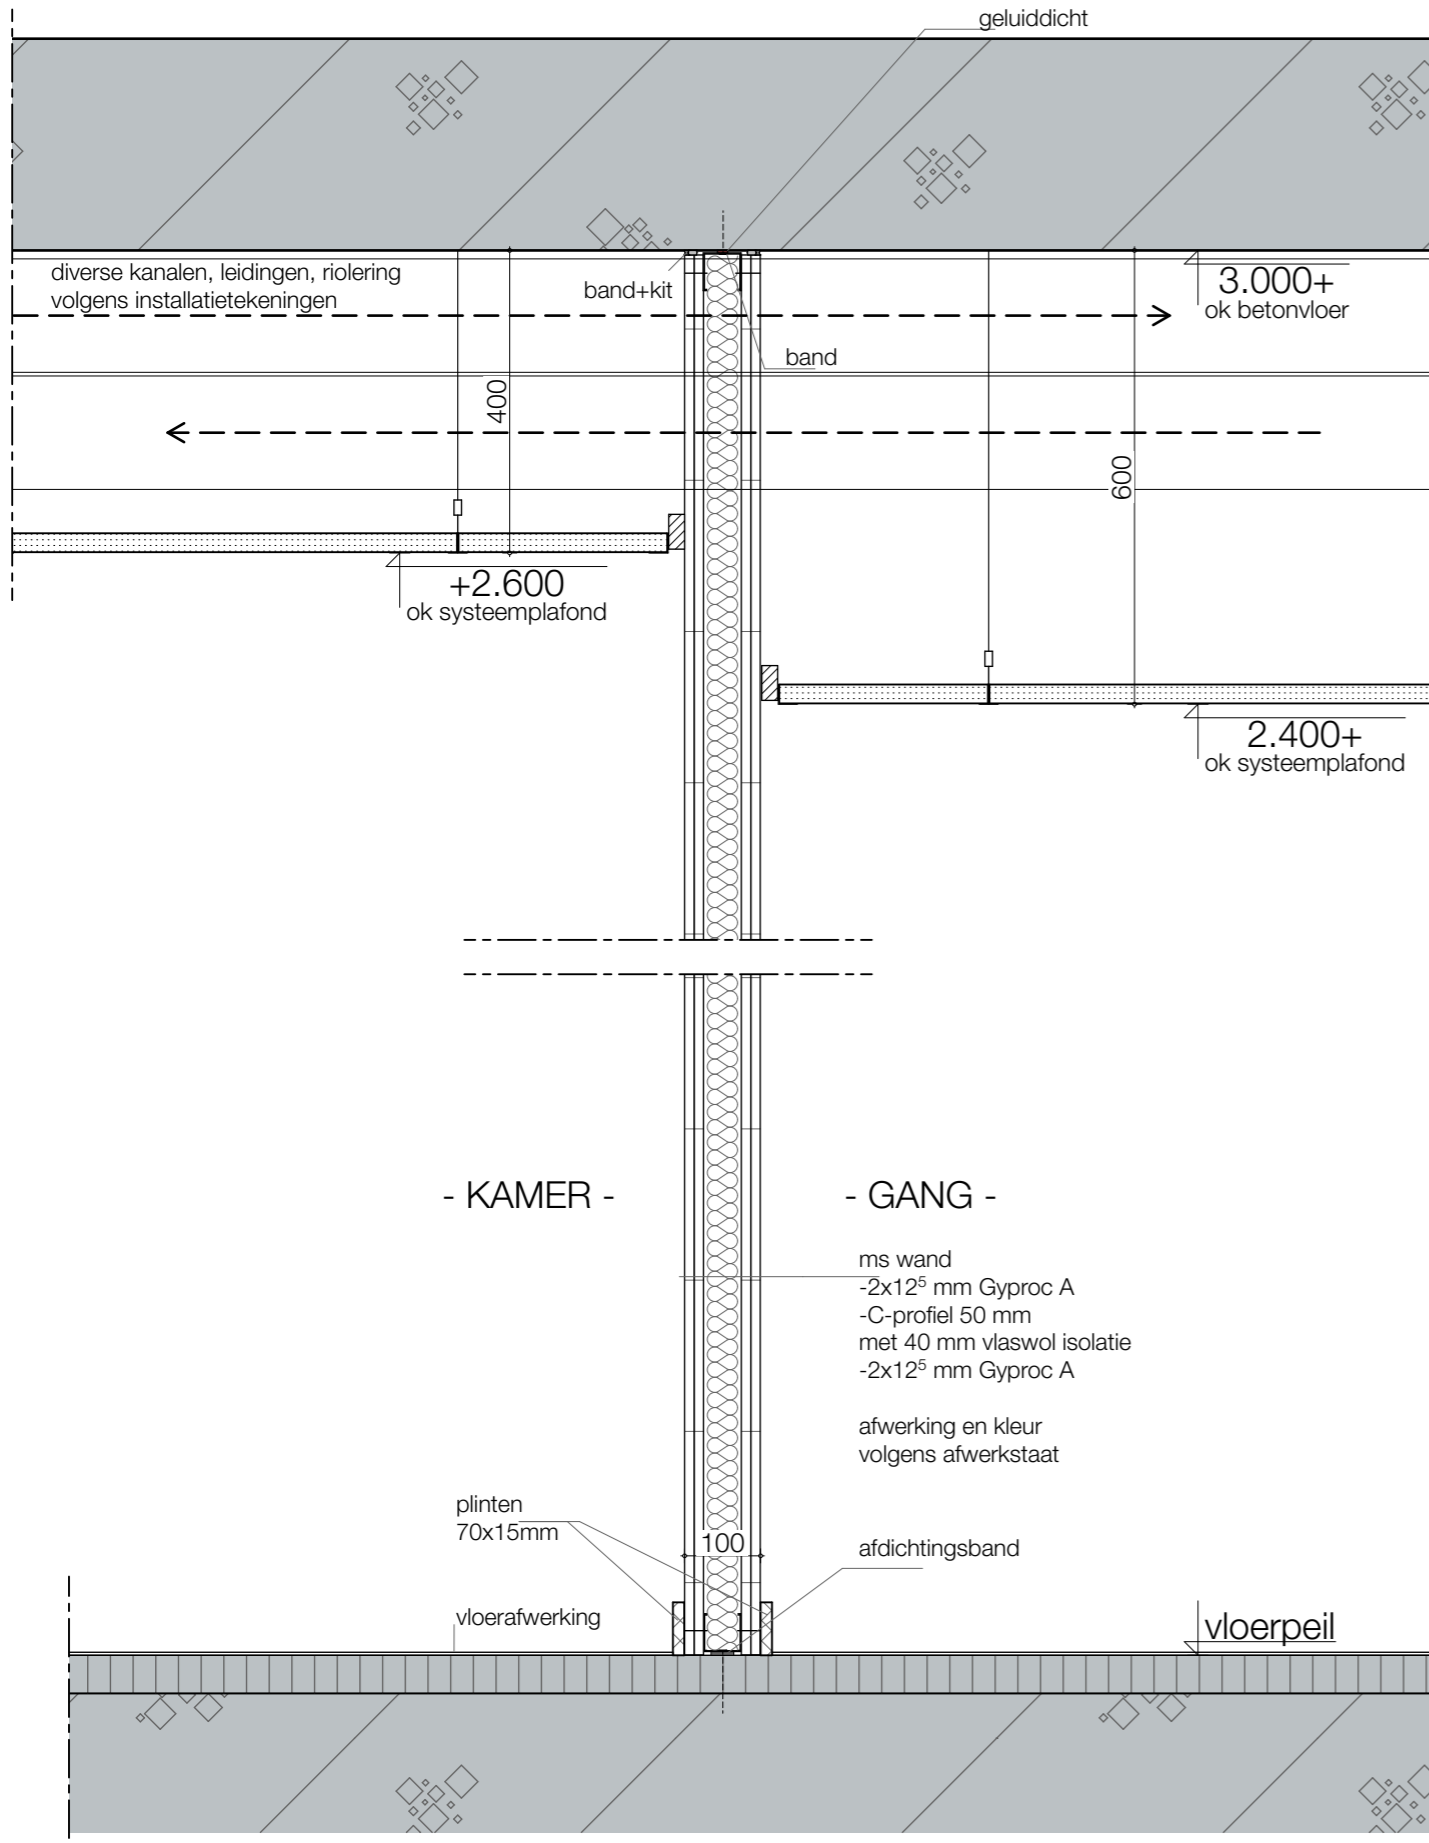 geluiddicht
diverse kanalen, leidingen, riolering
volgens installatietekeningen
band+kit
3.000+
ok betonvloer
band
400
600
+2.600
ok systeemplafond
2.400+
ok systeemplafond
- KAMER -
- GANG -
ms wand
-2x12⁵ mm Gyproc A
-C-profiel 50 mm
met 40 mm vlaswol isolatie
-2x12⁵ mm Gyproc A
afwerking en kleur
volgens afwerkstaat
plinten
70x15mm
100
afdichtingsband
vloerafwerking
vloerpeil